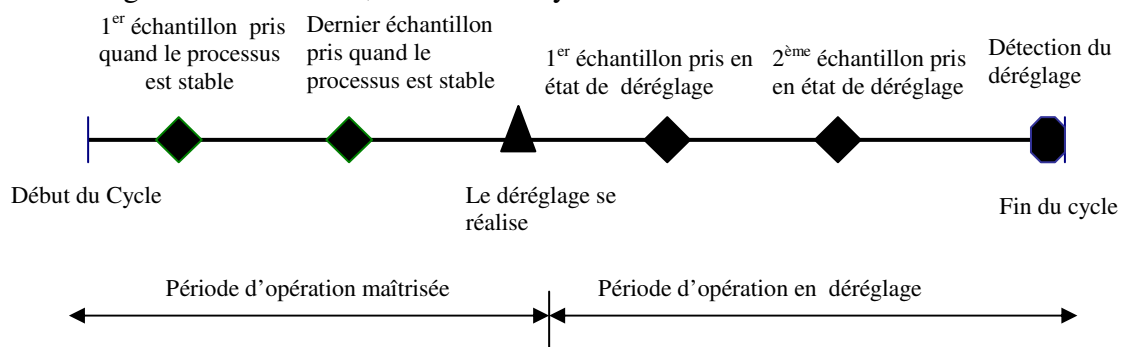 1er échantillon pris
quand le processus
est stable
Dernier échantillon
pris quand le
processus est stable
1er échantillon pris en
état de déréglage
2ème échantillon pris
en état de déréglage
Détection du
déréglage
Début du Cycle
Le déréglage se
réalise
Fin du cycle
Période d’opération maîtrisée
Période d’opération en déréglage